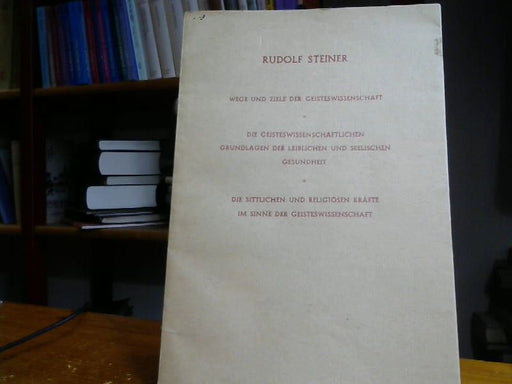 RUDOLF STEINER
WEGE UND ZIELE DER GEISTESWISSENSCHAFT
DIE GEISTESWISSENSCHAFTLICHEN
GRUNDLAGEN DER LEIBLICHEN UND SEELISCHEN
GESUNDHEIT
DIE SITTLICHEN UND RELIGIÖSEN KRÄFTE
IM SINNE DER GEISTESWISSENSCHAFT